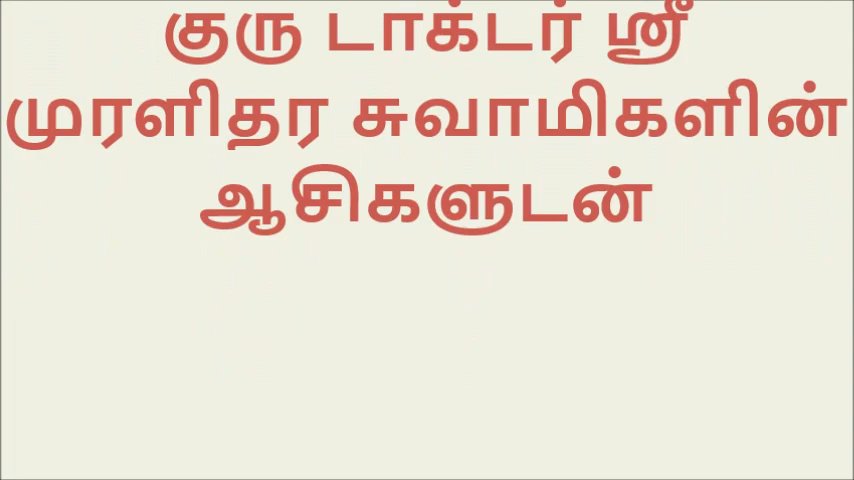 குரு டாக்டர் ஸ்ரீ
முரளிதர சுவாமிகளின்
ஆசிகளுடன்